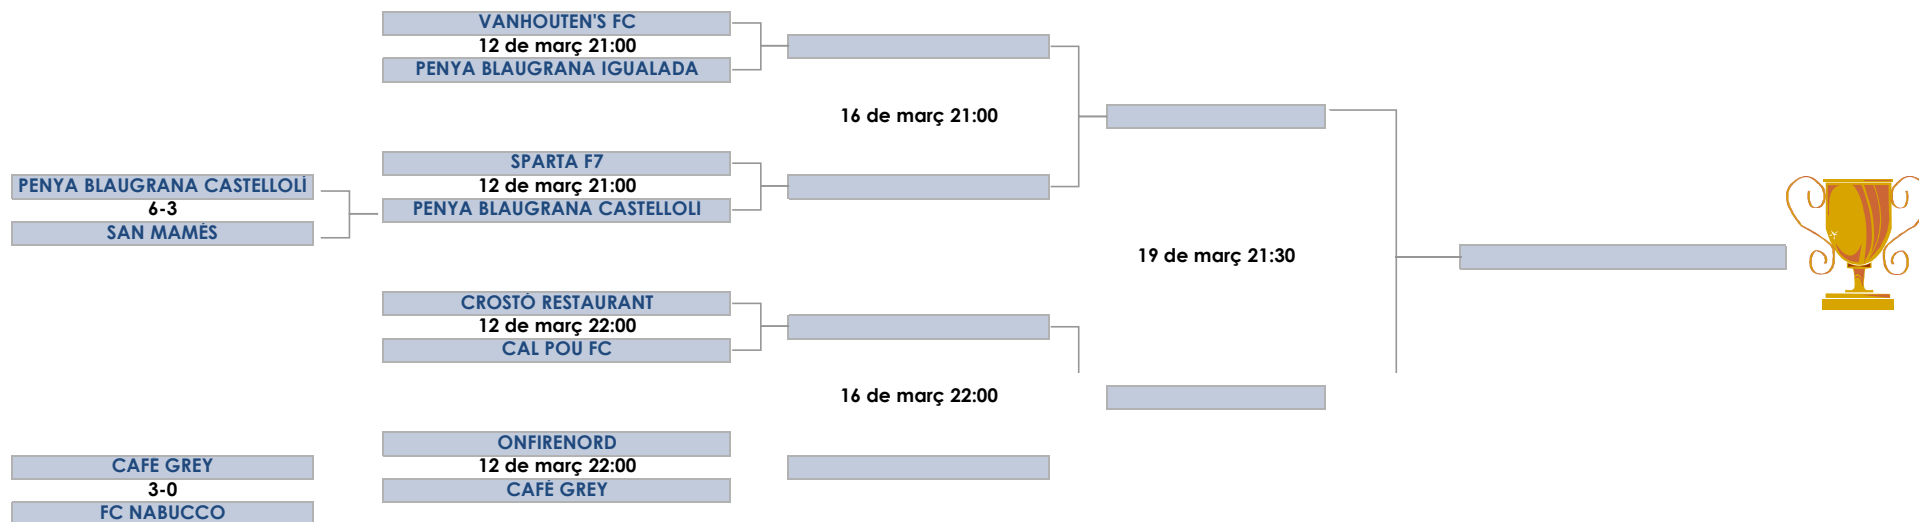 VANHOUTEN'S FC
12 de març 21:00
PENYA BLAUGRANA IGUALADA
16 de març 21:00
SPARTA F7
PENYA BLAUGRANA CASTELLOLÍ
12 de març 21:00
6-3
PENYA BLAUGRANA CASTELLOLI
SAN MAMÉS
19 de març 21:30
CROSTÓ RESTAURANT
12 de març 22:00
CAL POU FC
16 de març 22:00
ONFIRENORD
CAFE GREY
12 de març 22:00
3-0
CAFÉ GREY
FC NABUCCO